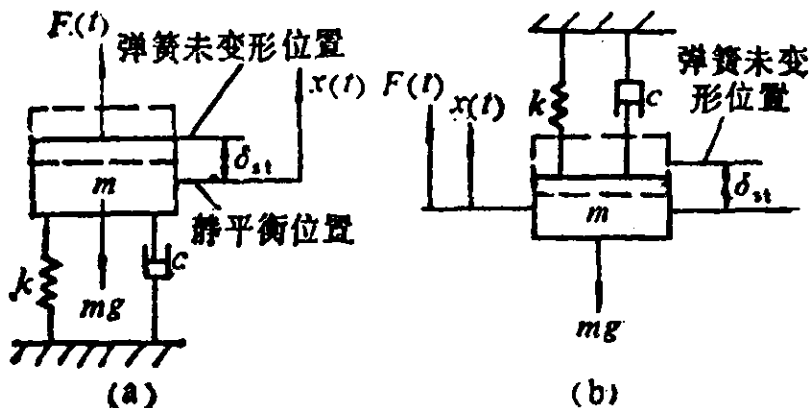 F(t)
弹簧未变形位置
x(t)
δst
m
静平衡位置
k
c
mg
(a)
F(t)
x(t)
k
c
弹簧未变
形位置
δst
m
mg
(b)